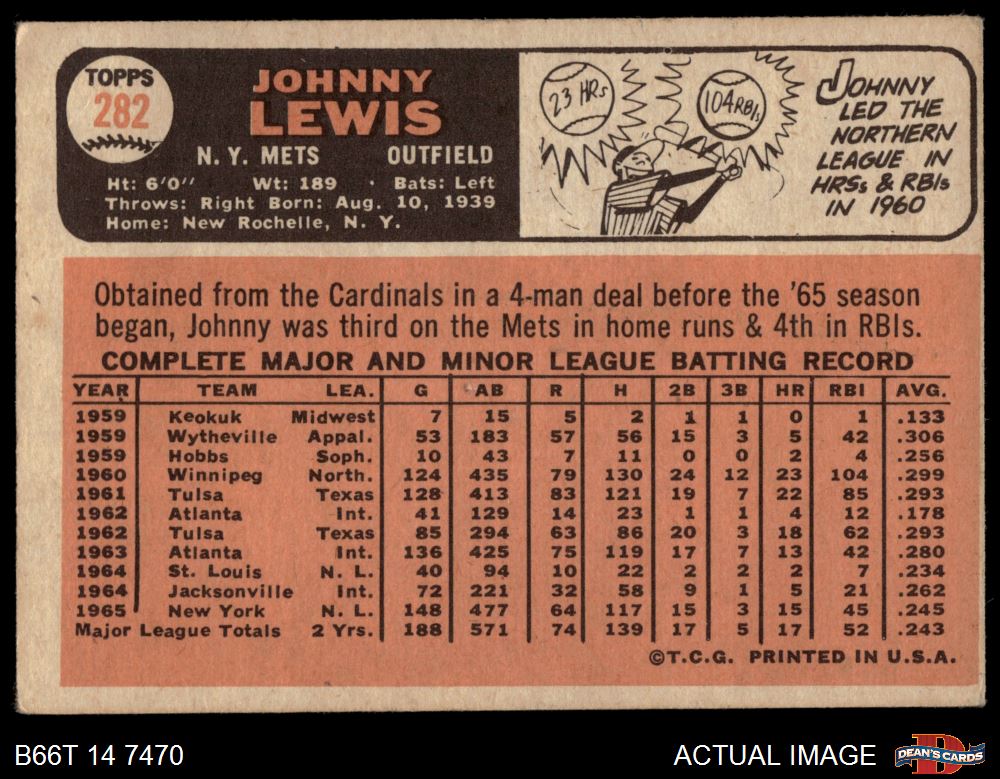 TOPPS
282
JOHNNY
LEWIS
N. Y. METS OUTFIELD
Ht: 6'0" Wt: 189 · Bats: Left
Throws: Right Born: Aug. 10, 1939
Home: New Rochelle, N. Y.
23 HRs
104 RBIs
JOHNNY
LED THE
NORTHERN
LEAGUE IN
HRSs & RBIs
IN 1960
Obtained from the Cardinals in a 4-man deal before the '65 season
began, Johnny was third on the Mets in home runs & 4th in RBIs.
COMPLETE MAJOR AND MINOR LEAGUE BATTING RECORD
YEAR TEAM LEA. G AB R H 2B 3B HR RBI AVG.
1959 Keokuk Midwest 7 15 5 2 1 1 0 1 .133
1959 Wytheville Appal. 53 183 57 56 15 3 5 42 .306
1959 Hobbs Soph. 10 43 7 11 0 0 2 4 .256
1960 Winnipeg North. 124 435 79 130 24 12 23 104 .299
1961 Tulsa Texas 128 413 83 121 19 7 22 85 .293
1962 Atlanta Int. 41 129 14 23 1 1 4 12 .178
1962 Tulsa Texas 85 294 63 86 20 3 18 62 .293
1963 Atlanta Int. 136 425 75 119 17 7 13 42 .280
1964 St. Louis N. L. 40 94 10 22 2 2 2 7 .234
1964 Jacksonville Int. 72 221 32 58 9 1 5 21 .262
1965 New York N. L. 148 477 64 117 15 3 15 45 .245
Major League Totals 2 Yrs. 188 571 74 139 17 5 17 52 .243
©T.C.G. PRINTED IN U.S.A.
B66T 14 7470 ACTUAL IMAGE DEAN'S CARDS